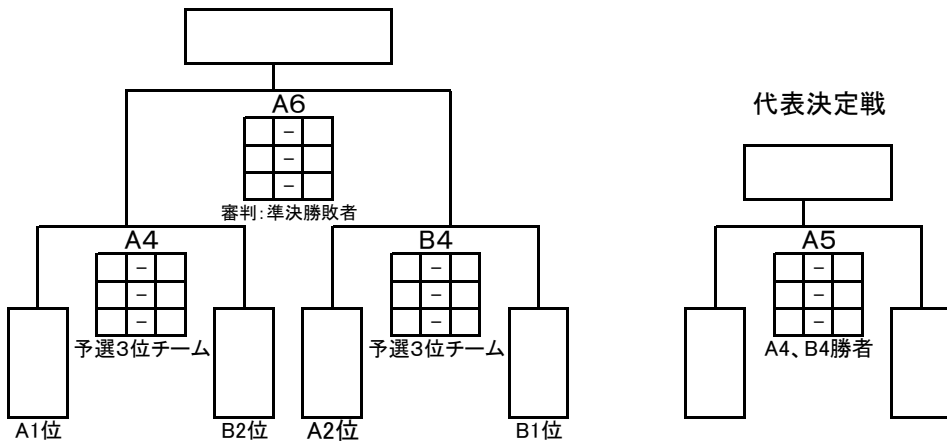 A6
-
-
-
審判:準決勝敗者
A4
-
-
-
予選3位チーム
B4
-
-
-
予選3位チーム
A1位
B2位
A2位
B1位
代表決定戦
A5
-
-
-
A4、B4勝者